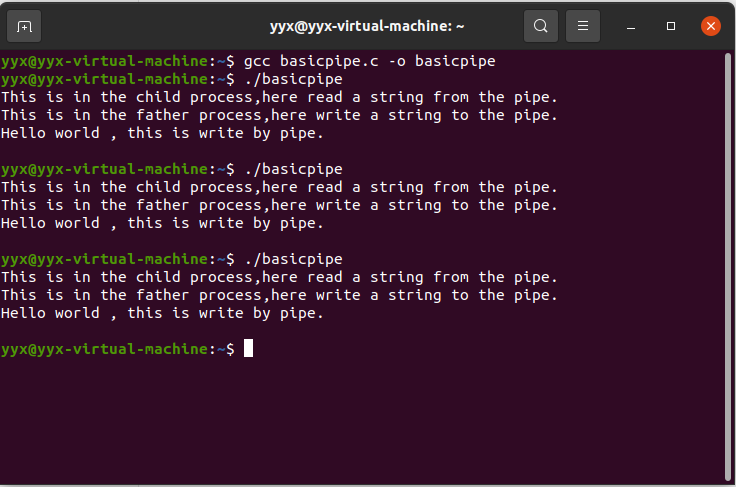 yyx@yyx-virtual-machine: ~
yyx@yyx-virtual-machine:~$ gcc basicpipe.c -o basicpipe
yyx@yyx-virtual-machine:~$ ./basicpipe
This is in the child process,here read a string from the pipe.
This is in the father process,here write a string to the pipe.
Hello world , this is write by pipe.
yyx@yyx-virtual-machine:~$ ./basicpipe
This is in the child process,here read a string from the pipe.
This is in the father process,here write a string to the pipe.
Hello world , this is write by pipe.
yyx@yyx-virtual-machine:~$ ./basicpipe
This is in the child process,here read a string from the pipe.
This is in the father process,here write a string to the pipe.
Hello world , this is write by pipe.
yyx@yyx-virtual-machine:~$